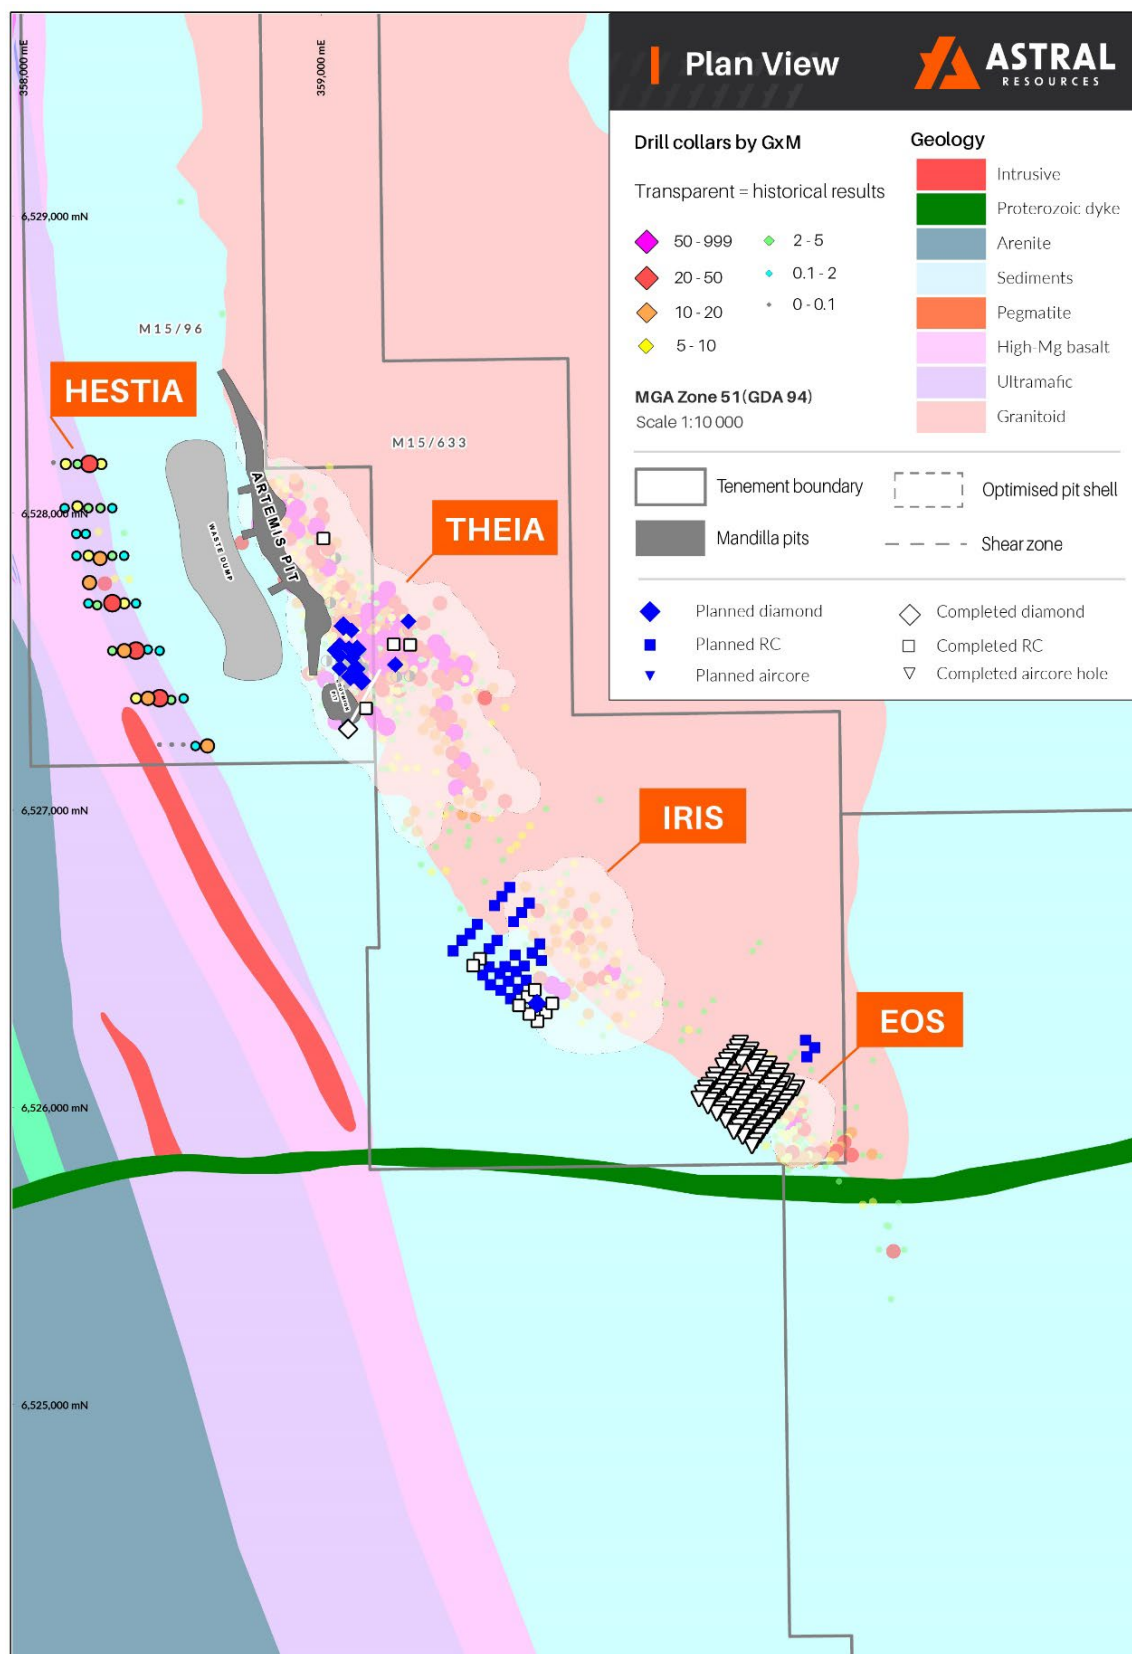 Plan View
ASTRAL
RESOURCES
Drill collars by GxM
Transparent = historical results
50 - 999
20 - 50
10 - 20
5 - 10
2 - 5
0.1 - 2
0 - 0.1
MGA Zone 51(GDA 94)
Scale 1:10 000
Geology
Intrusive
Proterozoic dyke
Arenite
Sediments
Pegmatite
High-Mg basalt
Ultramafic
Granitoid
Tenement boundary
Optimised pit shell
Mandilla pits
Shear zone
Planned diamond
Completed diamond
Planned RC
Completed RC
Planned aircore
Completed aircore hole
358,000 mE
359,000 mE
6,529,000 mN
M15/96
HESTIA
M15/633
ARTEMIS PIT
6,528,000 mN
WASTE DUMP
THEIA
6,527,000 mN
IRIS
EOS
6,526,000 mN
6,525,000 mN